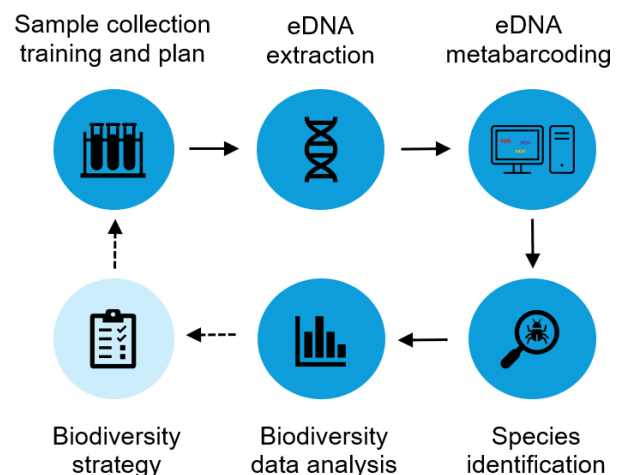 Sample collection
training and plan
eDNA
extraction
eDNA
metabarcoding
Biodiversity
strategy
Biodiversity
data analysis
Species
identification